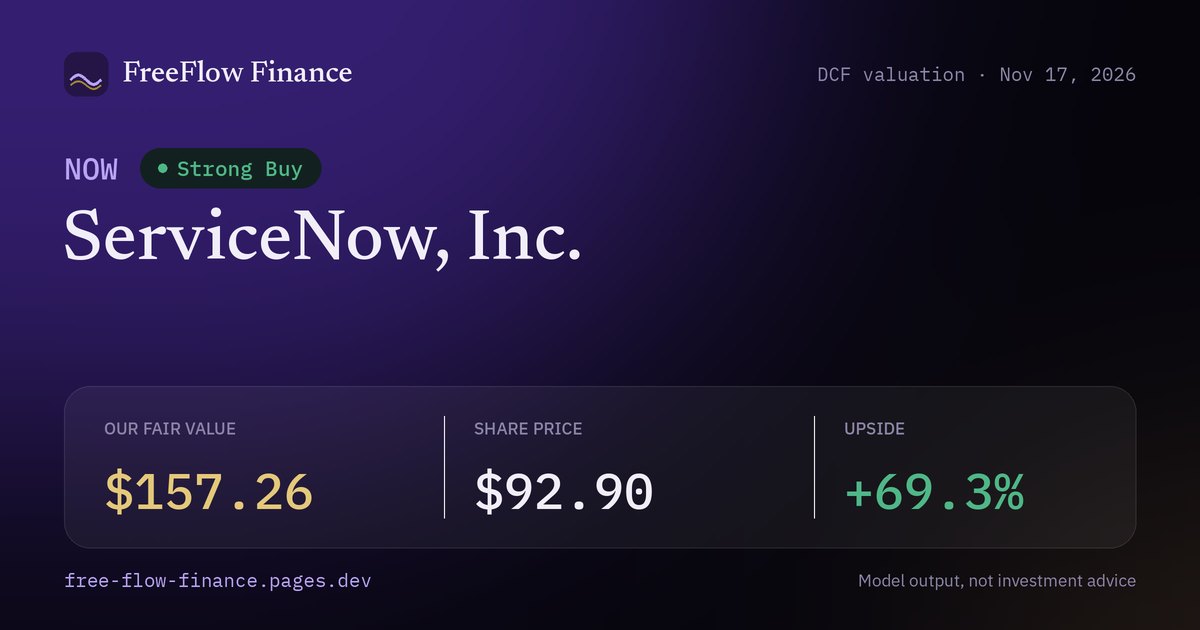 FreeFlow Finance
DCF valuation · Nov 17, 2026
NOW
Strong Buy
ServiceNow, Inc.
OUR FAIR VALUE
$157.26
SHARE PRICE
$92.90
UPSIDE
+69.3%
free-flow-finance.pages.dev
Model output, not investment advice